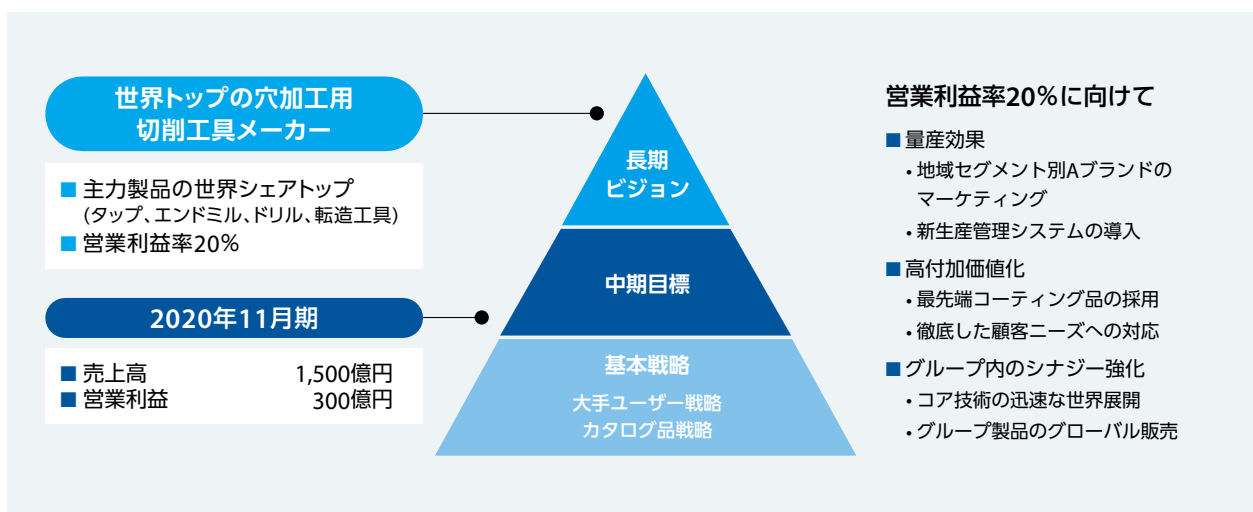 世界トップの穴加工用
切削工具メーカー
■ 主力製品の世界シェアトップ
(タップ、エンドミル、ドリル、転造工具)
■ 営業利益率20%
2020年11月期
■ 売上高 1,500億円
■ 営業利益 300億円
長期
ビジョン
中期目標
基本戦略
大手ユーザー戦略
カタログ品戦略
営業利益率20%に向けて
■ 量産効果
・地域セグメント別Aブランドの
マーケティング
・新生産管理システムの導入
■ 高付加価値化
・最先端コーティング品の採用
・徹底した顧客ニーズへの対応
■ グループ内のシナジー強化
・コア技術の迅速な世界展開
・グループ製品のグローバル販売